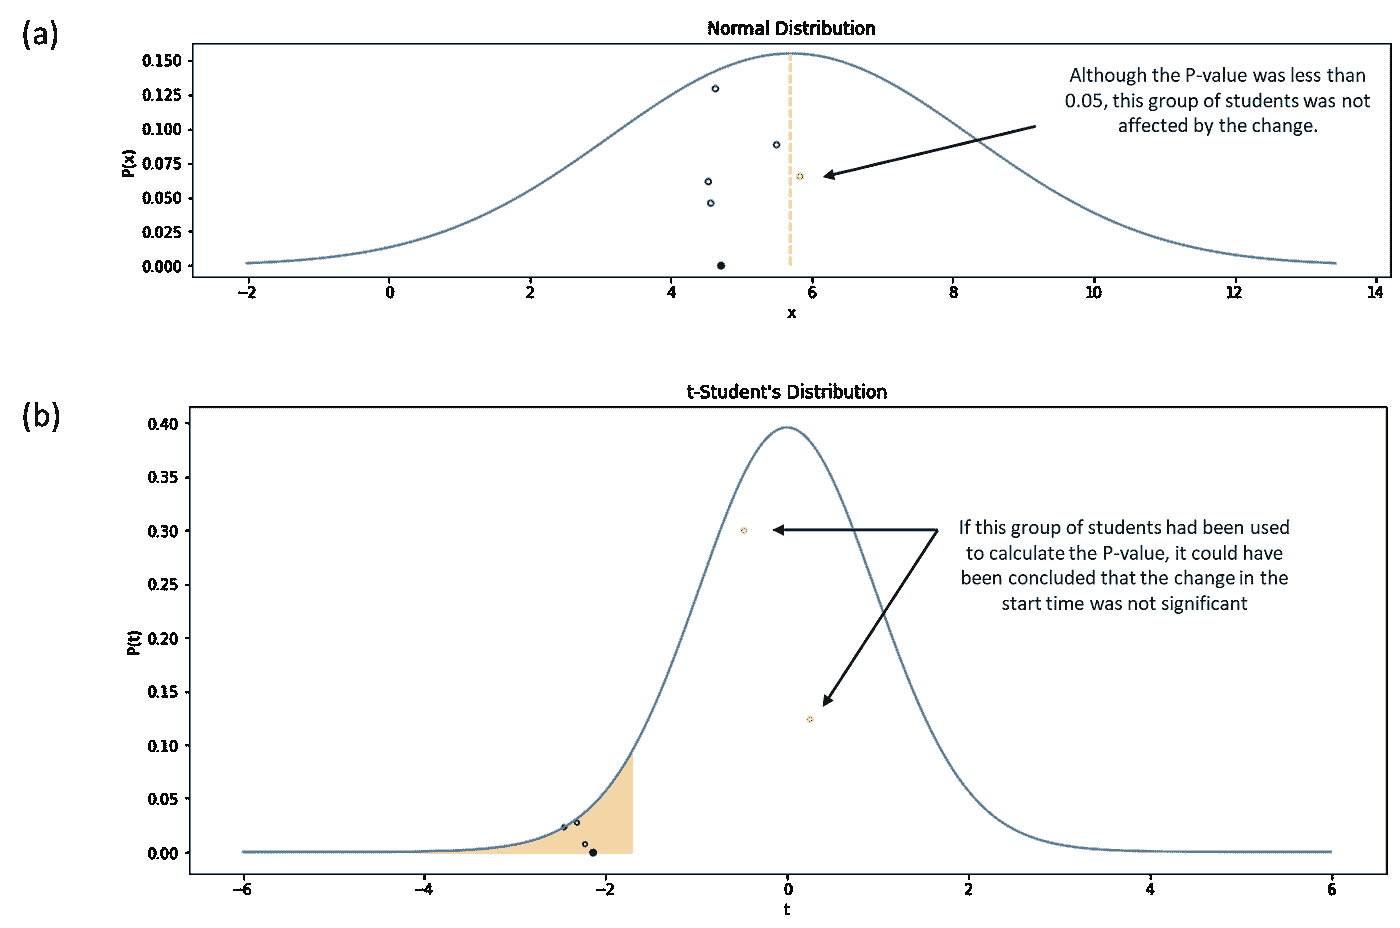 (a)
Normal Distribution
0.150
0.125
0.100
0.075
0.050
0.025
0.000
P(x)
Although the P-value was less than
0.05, this group of students was not
affected by the change.
−2 0 2 4 6 8 10 12 14
x
(b)
t-Student's Distribution
0.40
0.35
0.30
0.25
0.20
0.15
0.10
0.05
0.00
P(t)
If this group of students had been used
to calculate the P-value, it could have
been concluded that the change in the
start time was not significant
−6 −4 −2 0 2 4 6
t